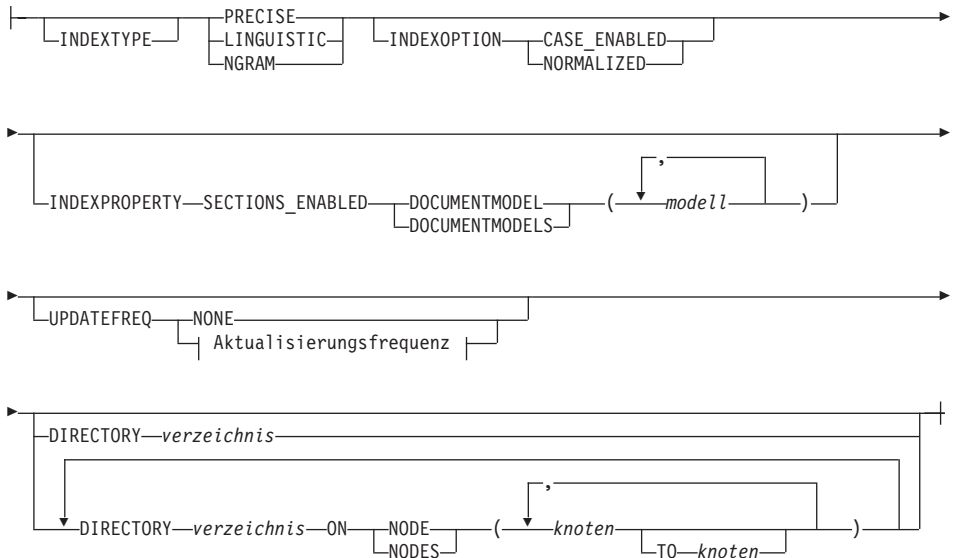 PRECISE
INDEXTYPE LINGUISTIC INDEXOPTION CASE_ENABLED
NGRAM NORMALIZED
,
INDEXPROPERTY SECTIONS_ENABLED DOCUMENTMODEL ( modell )
DOCUMENTMODELS
UPDATEFREQ NONE
Aktualisierungsfrequenz
DIRECTORY verzeichnis
,
DIRECTORY verzeichnis ON NODE ( knoten )
NODES TO knoten